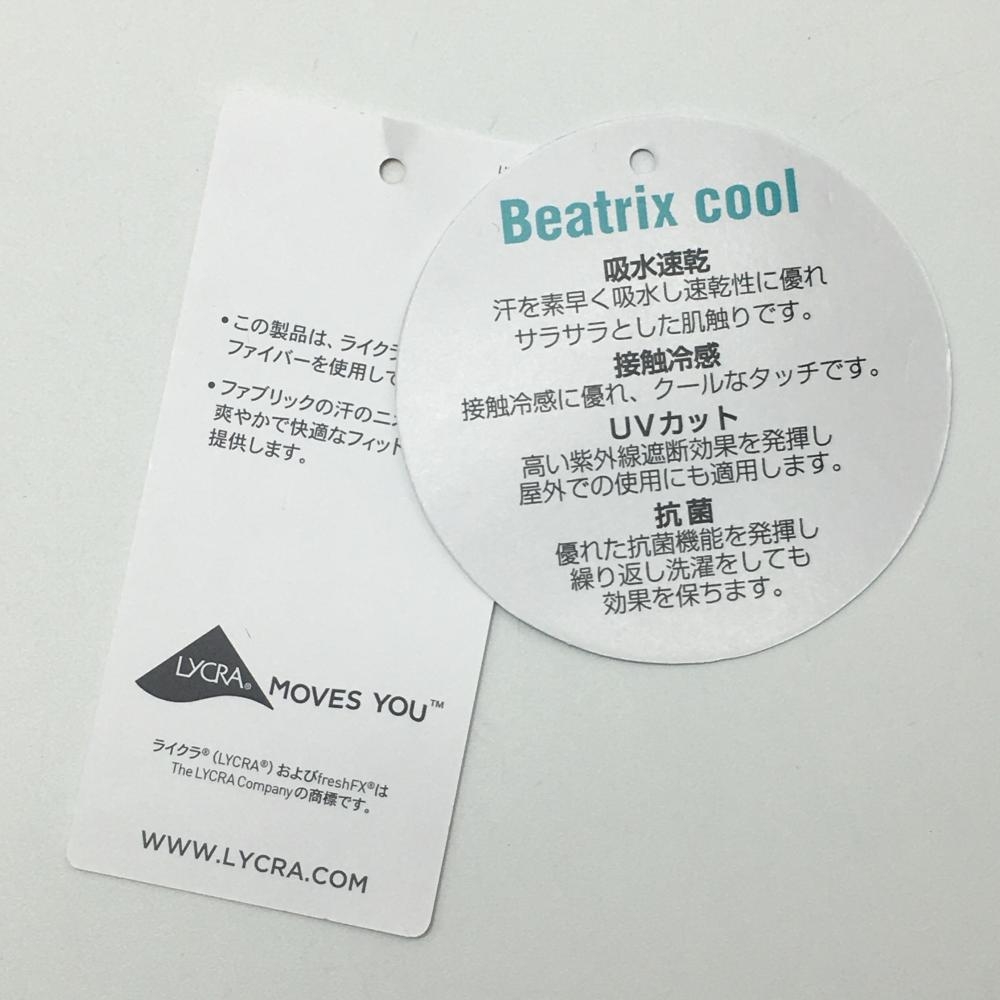 Beatrix cool
吸水速乾
汗を素早く吸水し速乾性に優れ
サラサラとした肌触りです。
接触冷感
接触冷感に優れ、クールなタッチです。
UVカット
高い紫外線遮断効果を発揮し
屋外での使用にも適用します。
抗菌
優れた抗菌機能を発揮し
繰り返し洗濯をしても
効果を保ちます。
•この製品は、ライクラ
ファイバーを使用して
•ファブリックの汗のニオ
爽やかで快適なフィット
提供します。
LYCRA® MOVES YOU™
ライクラ®(LYCRA®)およびfreshFX®は
The LYCRA Companyの商標です。
WWW.LYCRA.COM